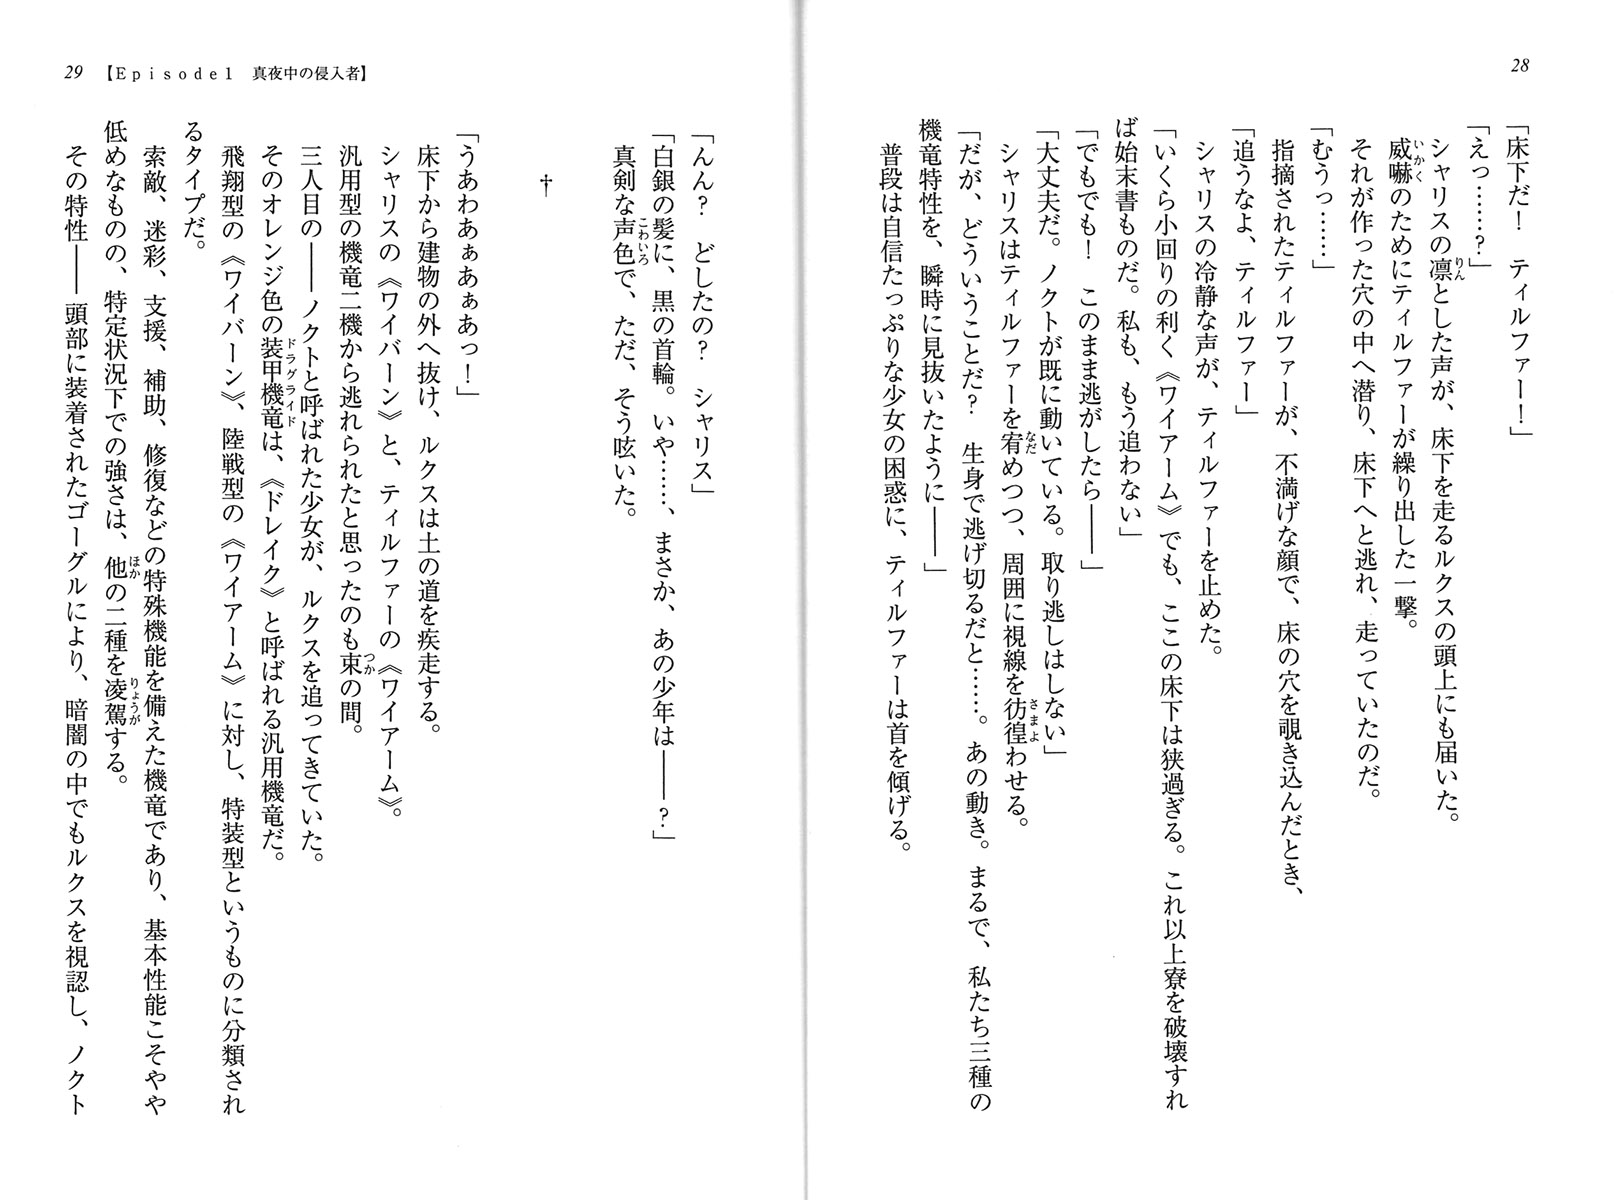 28
「床下だ！　ティルファー！」
「えっ……？」
シャリスの凛とした声が、床下を走るルクスの頭上にも届いた。
威嚇のためにティルファーが繰り出した一撃。
それが作った穴の中へ潜り、床下へと逃れ、走っていたのだ。
「むうっ……」
指摘されたティルファーが、不満げな顔で、床の穴を覗き込んだとき、
「追うなよ、ティルファー」
シャリスの冷静な声が、ティルファーを止めた。
「いくら小回りの利く《ワイアーム》でも、ここの床下は狭過ぎる。これ以上寮を破壊すれ
ば始末書ものだ。私も、もう追わない」
「でもでも！　このまま逃がしたら――」
「大丈夫だ。ノクトが既に動いている。取り逃しはしない」
シャリスはティルファーを宥めつつ、周囲に視線を彷徨わせる。
「だが、どういうことだ？　生身で逃げ切るだと……。あの動き。まるで、私たち三種の
機竜特性を、瞬時に見抜いたように――」
普段は自信たっぷりな少女の困惑に、ティルファーは首を傾げる。
29 【Ｅｐｉｓｏｄｅ１　真夜中の侵入者】
「んん？　どしたの？　シャリス」
「白銀の髪に、黒の首輪。いや……、まさか、あの少年は――？」
真剣な声色で、ただ、そう呟いた。
†
「うあわあぁあぁあっ！」
床下から建物の外へ抜け、ルクスは土の道を疾走する。
シャリスの《ワイバーン》と、ティルファーの《ワイアーム》。
汎用型の機竜二機から逃れられたと思ったのも束の間。
三人目の――ノクトと呼ばれた少女が、ルクスを追ってきていた。
そのオレンジ色の装甲機竜は、《ドレイク》と呼ばれる汎用機竜だ。
飛翔型の《ワイバーン》、陸戦型の《ワイアーム》に対し、特装型というものに分類され
るタイプだ。
索敵、迷彩、支援、補助、修復などの特殊機能を備えた機竜であり、基本性能こそやや
低めなものの、特定状況下での強さは、他の二種を凌駕する。
その特性――頭部に装着されたゴーグルにより、暗闇の中でもルクスを視認し、ノクト